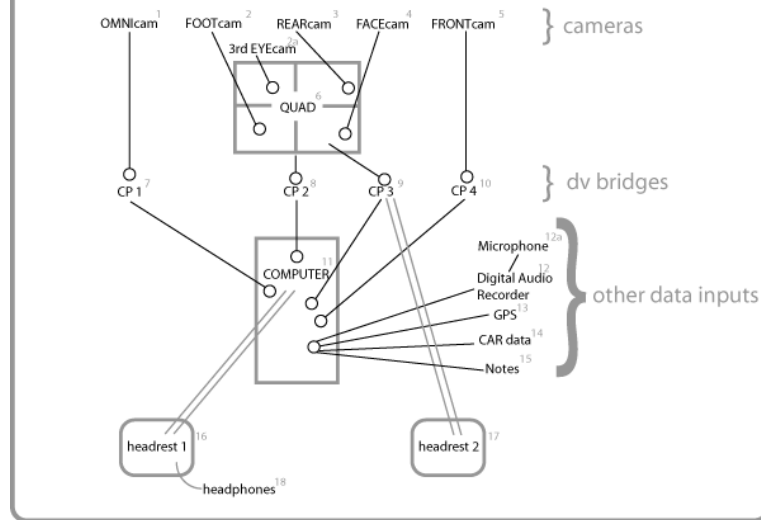 OMNIcam 1 FOOTcam 2 REARcam 3 FACEcam 4 FRONTcam 5 cameras
3rd EYEcam 2a
QUAD 6
CP 1 7 CP 2 8 CP 3 9 CP 4 10 dv bridges
Microphone 12a
COMPUTER 11
Digital Audio 12
Recorder
other data inputs
GPS 13
CAR data 14
Notes 15
headrest 1 16 headrest 2 17
headphones 18